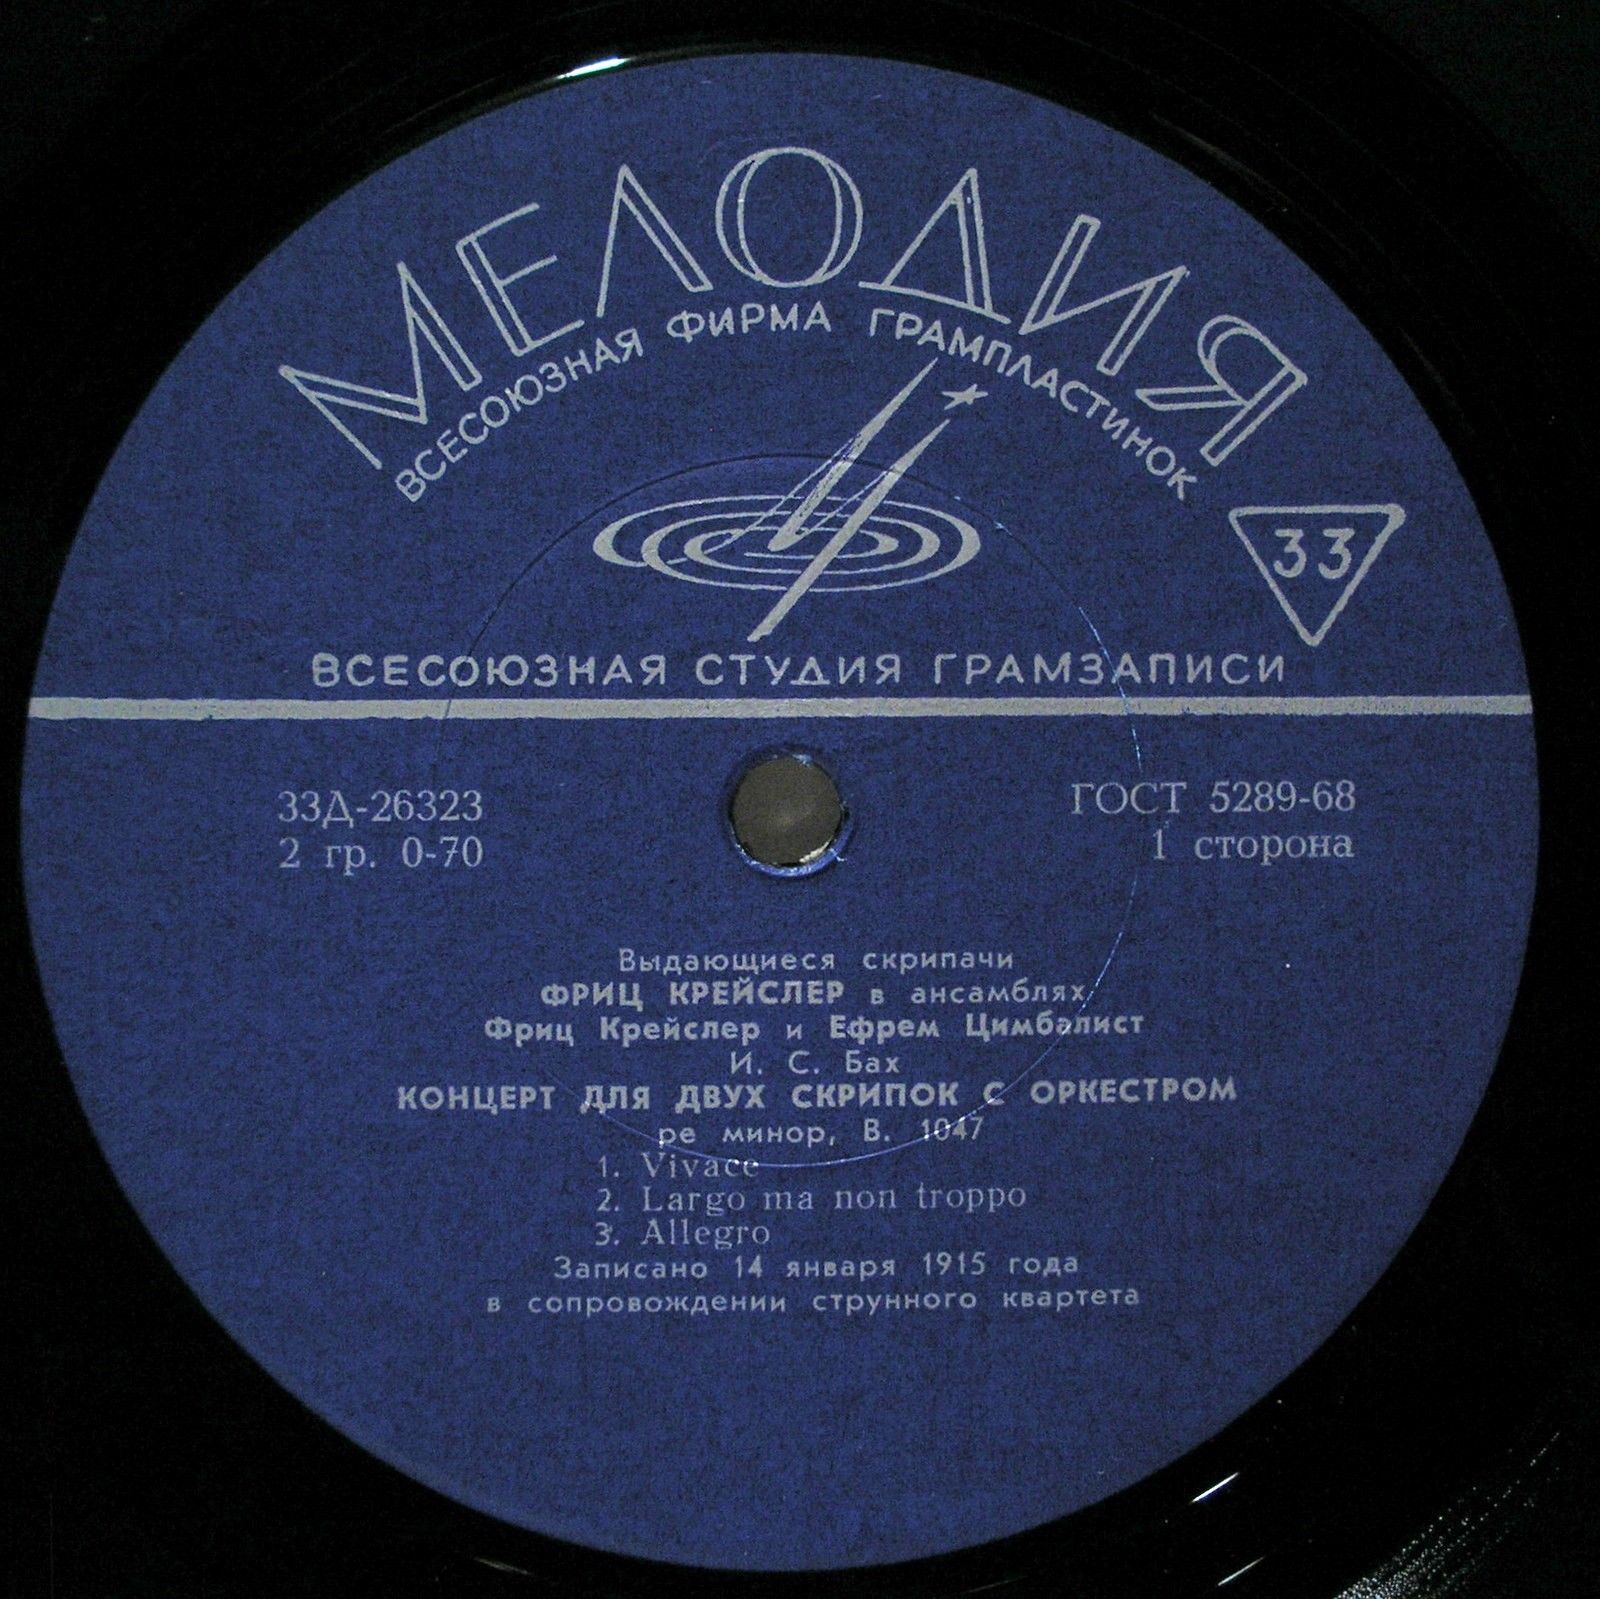 МЕЛОДИЯ
ВСЕСОЮЗНАЯ ФИРМА ГРАМПЛАСТИНОК
33
ВСЕСОЮЗНАЯ СТУДИЯ ГРАМЗАПИСИ
33Д-26323
ГОСТ 5289-68
2 гр. 0-70
1 сторона
Выдающиеся скрипачи
ФРИЦ КРЕЙСЛЕР в ансамблях
Фриц Крейслер и Ефрем Цимбалист
И. С. Бах
КОНЦЕРТ ДЛЯ ДВУХ СКРИПОК С ОРКЕСТРОМ
ре минор, В. 1047
1. Vivace
2. Largo ma non troppo
3. Allegro
Записано 14 января 1915 года
в сопровождении струнного квартета